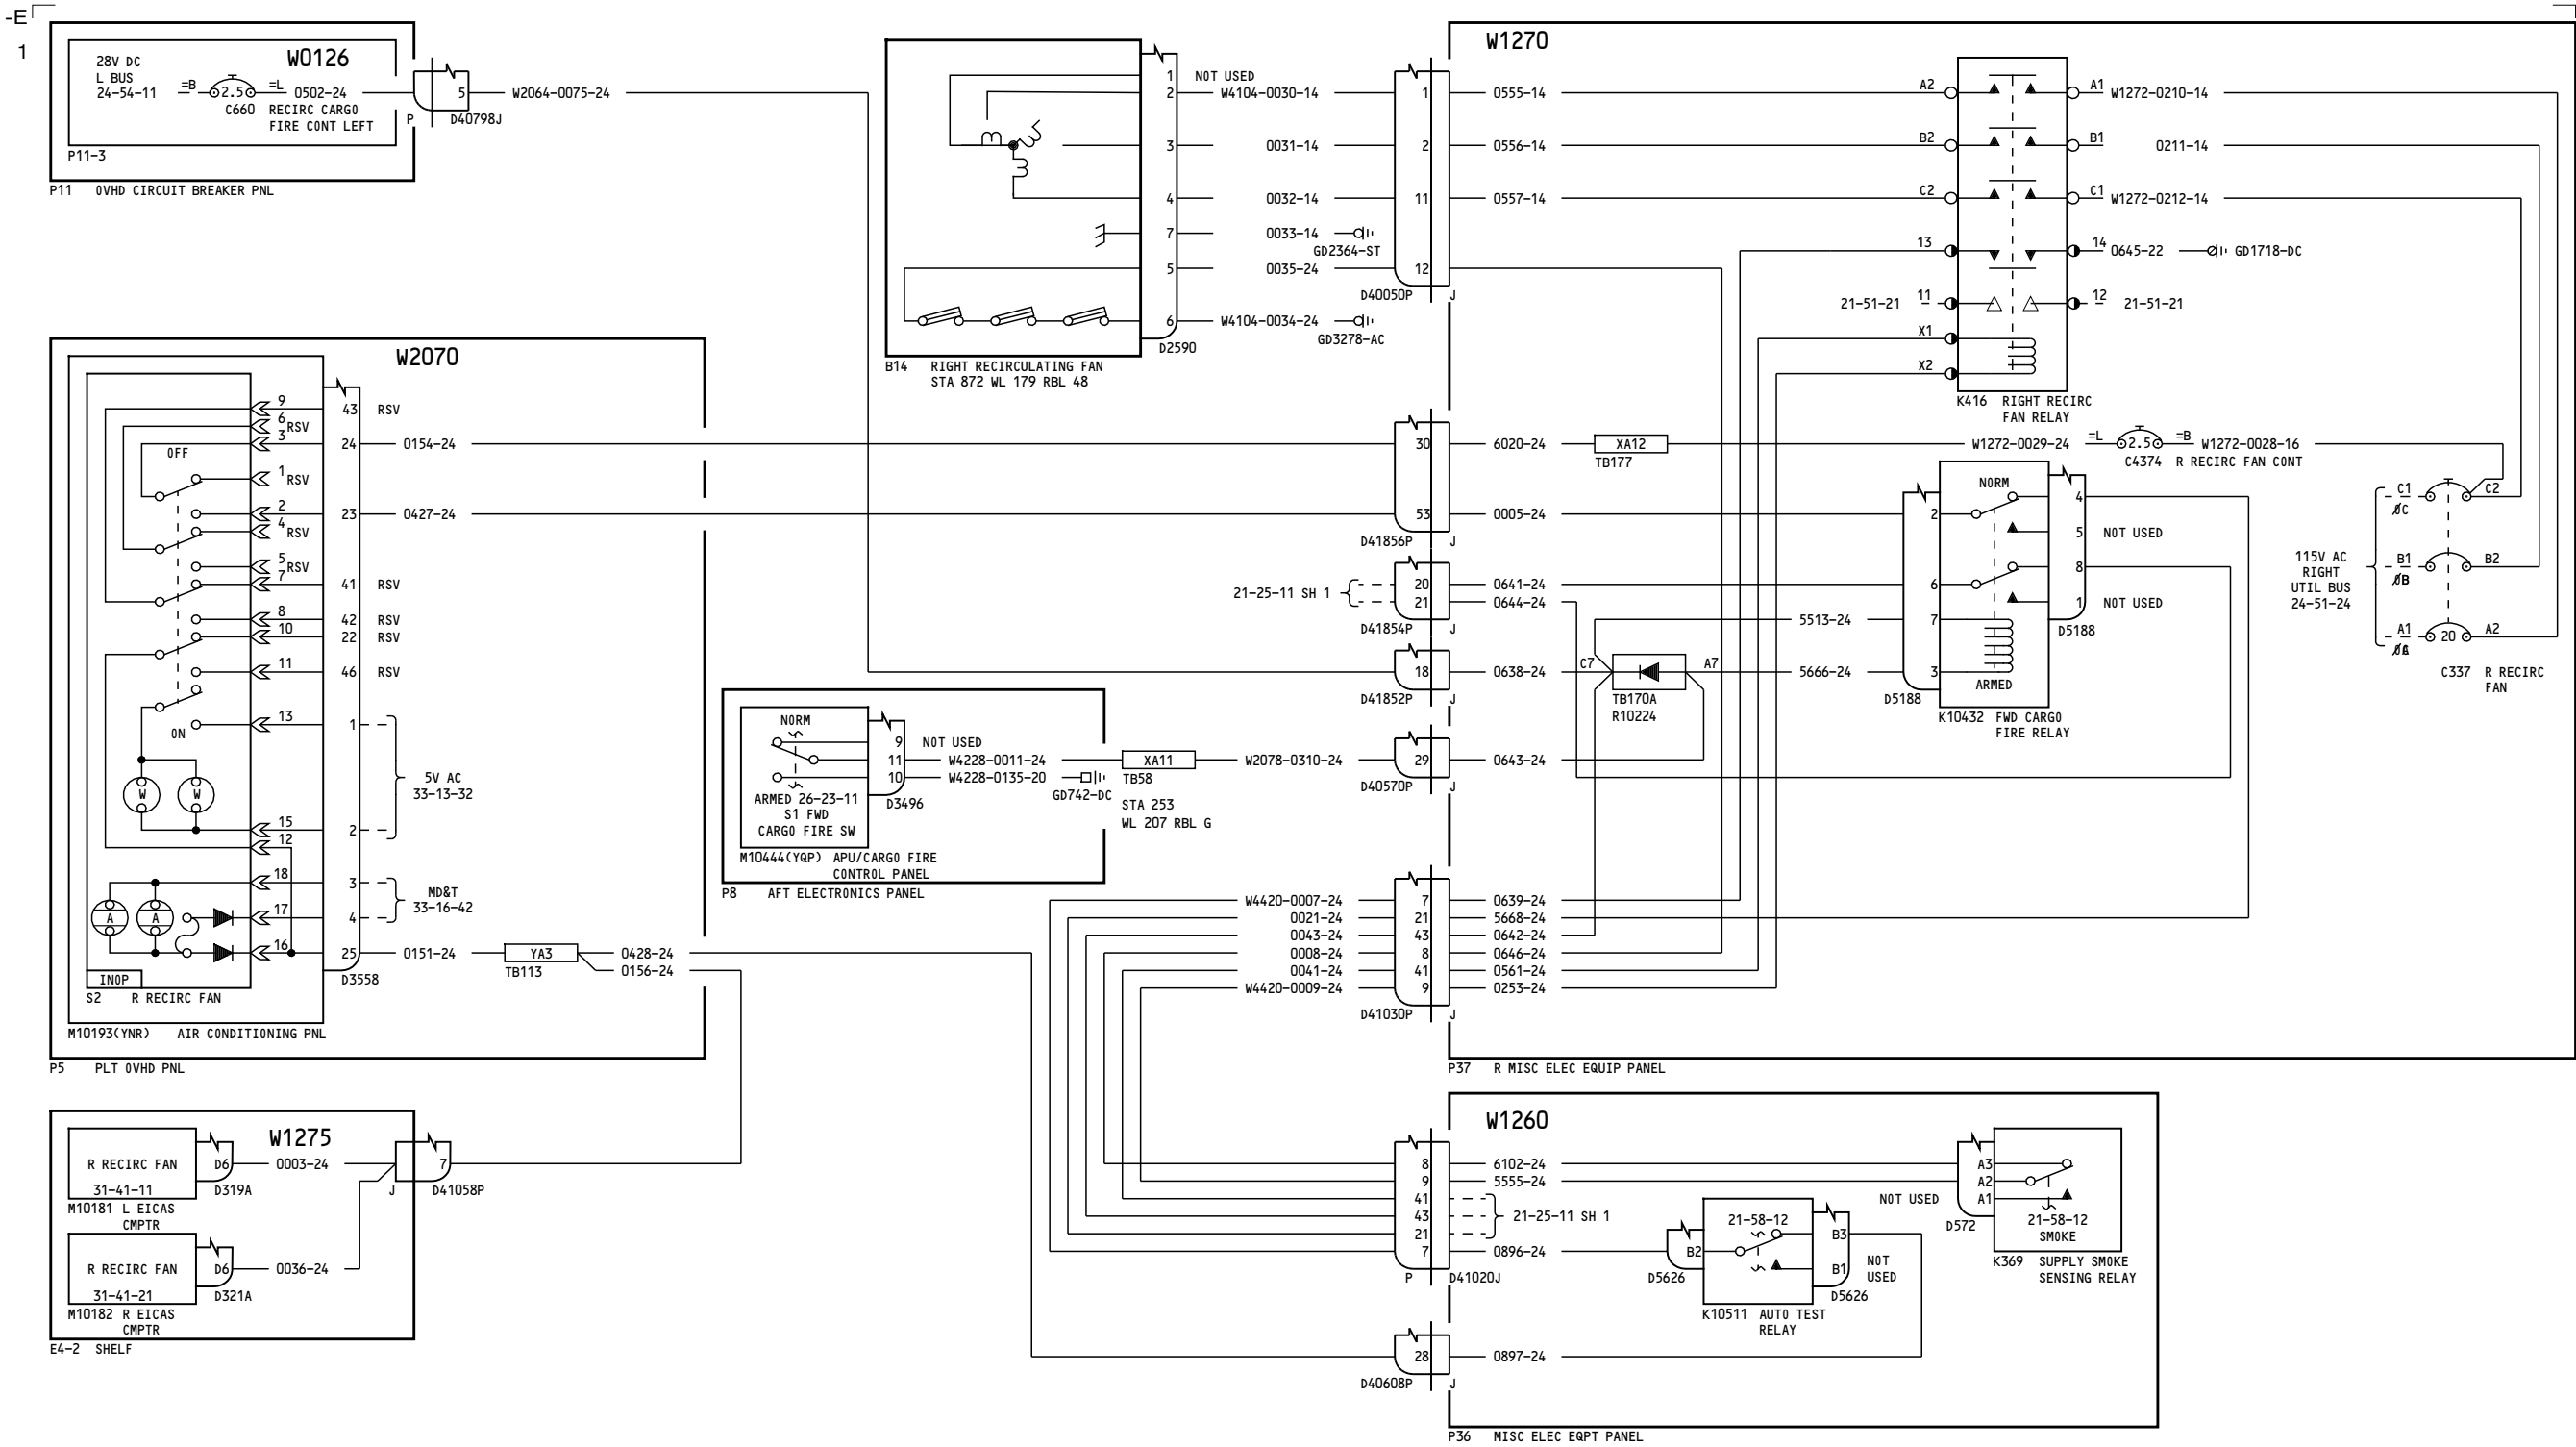 -E
1
W0126
28V DC
L BUS
24-54-11
=B
2.5
=L
0502-24
C660
RECIRC CARGO
FIRE CONT LEFT
P11-3
P11 OVHD CIRCUIT BREAKER PNL
P
5
D40798J
W2064-0075-24
B14 RIGHT RECIRCULATING FAN
STA 872 WL 179 RBL 48
1 NOT USED
2 W4104-0030-14
3 0031-14
4 0032-14
7 0033-14
GD2364-ST
5 0035-24
6 W4104-0034-24
GD3278-AC
D2590
1
2
11
12
D40050P J
W1270
0555-14
0556-14
0557-14
A2
B2
C2
13
21-51-21 11
X1
X2
A1 W1272-0210-14
B1 0211-14
C1 W1272-0212-14
14 0645-22 GD1718-DC
12 21-51-21
K416 RIGHT RECIRC
FAN RELAY
W2070
9
6
RSV
3
OFF
1
RSV
2
4
RSV
5
RSV
7
8
10
11
13
ON
W W
15
12
18
17
16
A A
INOP
S2 R RECIRC FAN
43 RSV
24 0154-24
23 0427-24
41 RSV
42 RSV
22 RSV
46 RSV
1
2
5V AC
33-13-32
3
4
MD&T
33-16-42
25 0151-24
D3558
YA3
TB113
0428-24
0156-24
M10193(YNR) AIR CONDITIONING PNL
P5 PLT OVHD PNL
30
53
D41856P J
6020-24
XA12
TB177
0005-24
W1272-0029-24
=L
2.5
=B
W1272-0028-16
C4374 R RECIRC FAN CONT
21-25-11 SH 1
20
21
D41854P J
0641-24
0644-24
18
D41852P J
0638-24
C7
A7
TB170A
R10224
5513-24
5666-24
NORM
2
6
7
3
ARMED
D5188
4
5 NOT USED
8
1 NOT USED
D5188
K10432 FWD CARGO
FIRE RELAY
115V AC
RIGHT
UTIL BUS
24-51-24
C1
ØC
C2
B1
ØB
B2
A1
ØA
20
A2
C337 R RECIRC
FAN
NORM
ARMED 26-23-11
S1 FWD
CARGO FIRE SW
9 NOT USED
11 W4228-0011-24
10 W4228-0135-20
GD742-DC
D3496
M10444(YQP) APU/CARGO FIRE
CONTROL PANEL
P8 AFT ELECTRONICS PANEL
XA11
TB58
STA 253
WL 207 RBL G
W2078-0310-24
29
D40570P J
0643-24
W4420-0007-24 7 0639-24
0021-24 21 5668-24
0043-24 43 0642-24
0008-24 8 0646-24
0041-24 41 0561-24
W4420-0009-24 9 0253-24
D41030P J
P37 R MISC ELEC EQUIP PANEL
W1275
R RECIRC FAN
31-41-11
D6 0003-24
D319A
M10181 L EICAS
CMPTR
R RECIRC FAN
31-41-21
D6 0036-24
D321A
M10182 R EICAS
CMPTR
E4-2 SHELF
J
7
D41058P
W1260
8 6102-24
9 5555-24
41
43
21
21-25-11 SH 1
7 0896-24
P D41020J
B2
D5626
21-58-12
B3
B1
NOT
USED
D5626
K10511 AUTO TEST
RELAY
A3
A2
NOT USED A1
D572
21-58-12
SMOKE
K369 SUPPLY SMOKE
SENSING RELAY
28
D40608P J
0897-24
P36 MISC ELEC EQPT PANEL